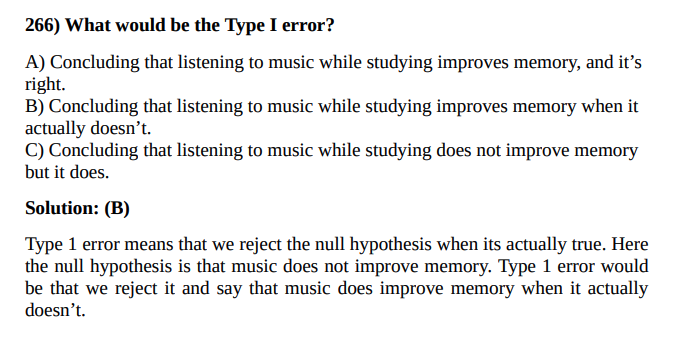 266) What would be the Type I error?
A) Concluding that listening to music while studying improves memory, and it’s
right.
B) Concluding that listening to music while studying improves memory when it
actually doesn’t.
C) Concluding that listening to music while studying does not improve memory
but it does.
Solution: (B)
Type 1 error means that we reject the null hypothesis when its actually true. Here
the null hypothesis is that music does not improve memory. Type 1 error would
be that we reject it and say that music does improve memory when it actually
doesn’t.